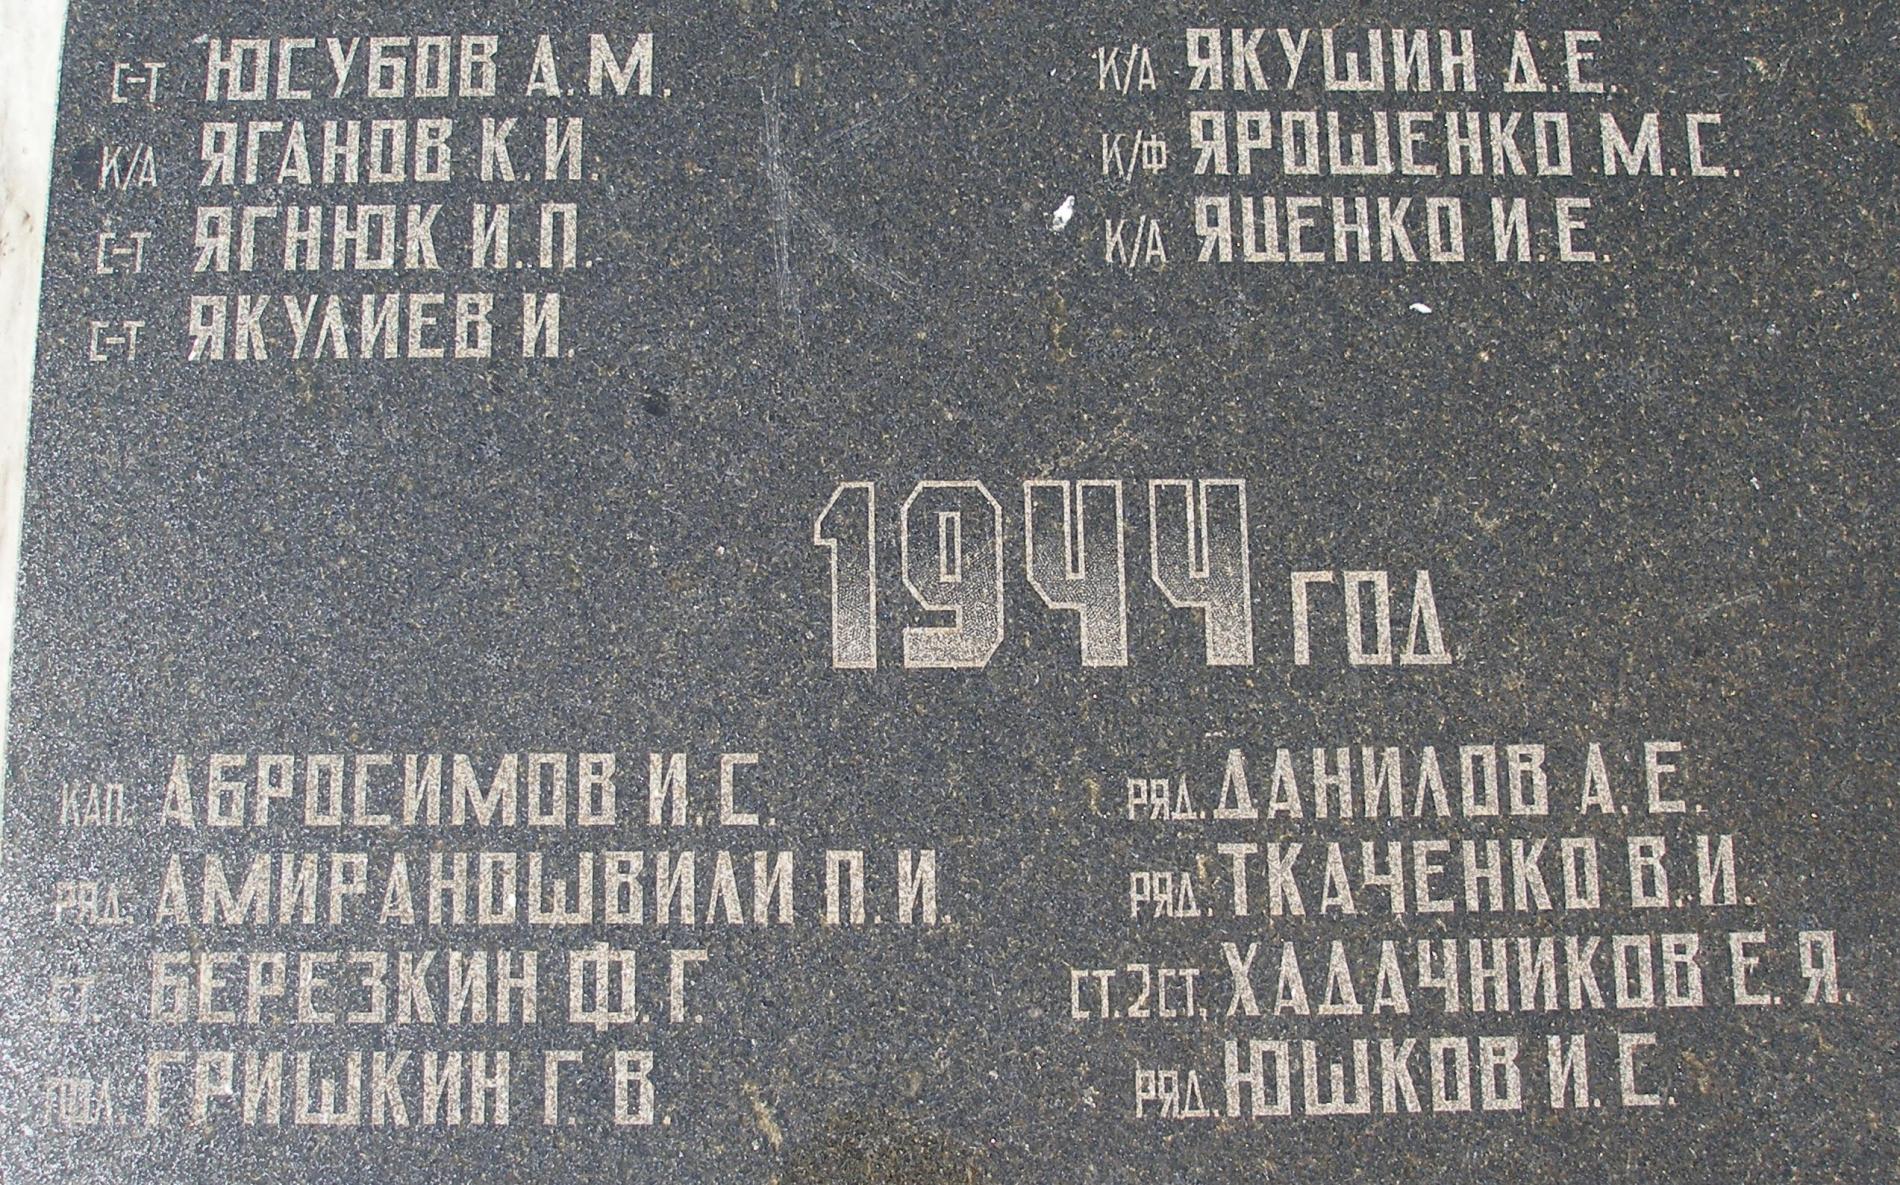 С-Т ЮСУБОВ А.М.
К/А ЯГАНОВ К.И.
С-Т ЯГНЮК И.П.
С-Т ЯКУЛИЕВ И.
К/А ЯКУШИН Д.Е.
К/Ф ЯРОШЕНКО М.С.
К/А ЯЦЕНКО И.Е.
1944 ГОД
КАП. АБРОСИМОВ И.С.
РЯД. АМИРАНОШВИЛИ П.И.
СТ. БЕРЕЗКИН Ф.Г.
ГРИШКИН Г.В.
РЯД. ДАНИЛОВ А.Е.
РЯД. ТКАЧЕНКО В.И.
СТ.2СТ. ХАДАЧНИКОВ Е.Я.
РЯД. ЮШКОВ И.С.